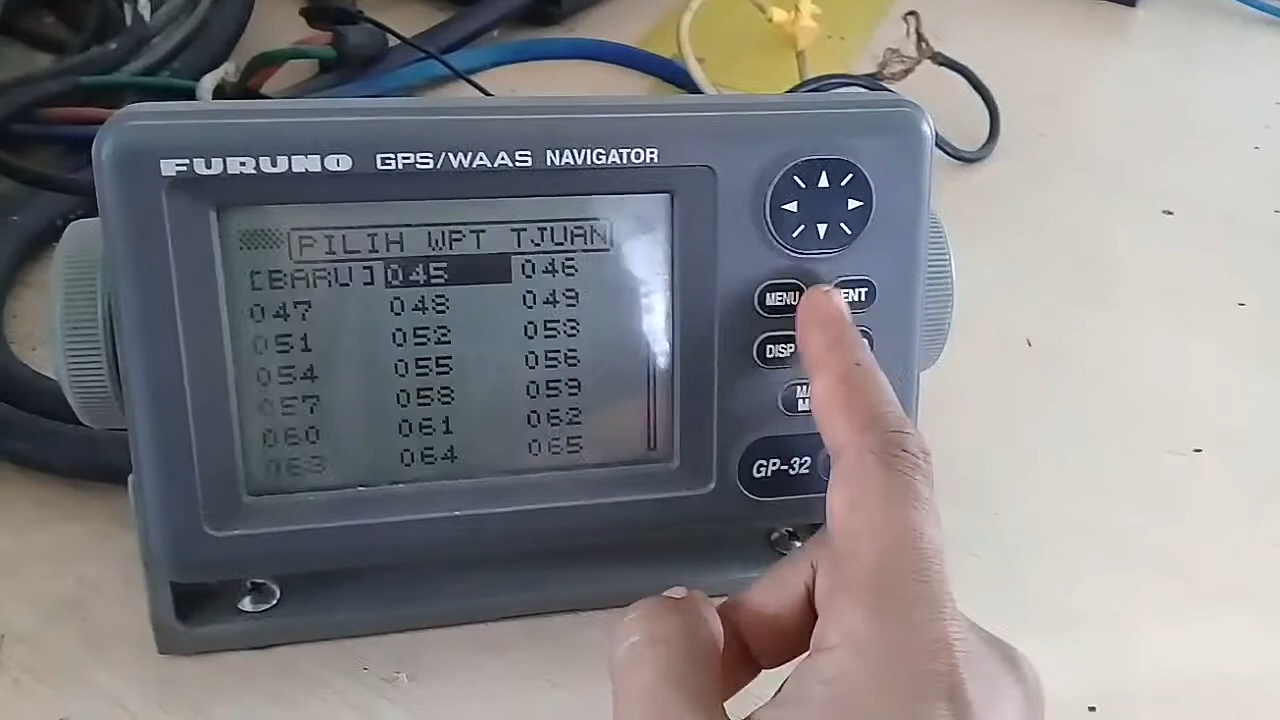 FURUNO GPS/WAAS NAVIGATOR
PILIH WPT TJUAN
[BARU] 045 046
047 048 049
051 052 053
054 055 056
057 058 059
060 061 062
063 064 065
MENU ENT
DISP
GP-32